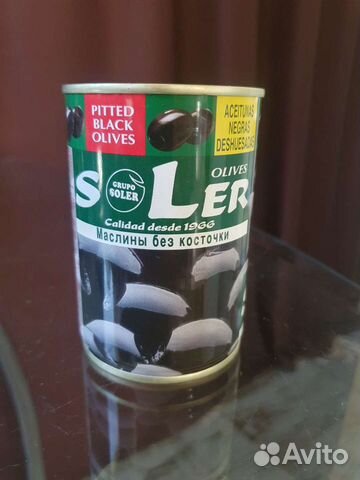 PITTED
BLACK
OLIVES
ACEITUNAS
NEGRAS
DESHUESADAS
OLIVES
SOLER
GRUPO
SOLER
Calidad desde 1966
Маслины без косточки
Avito